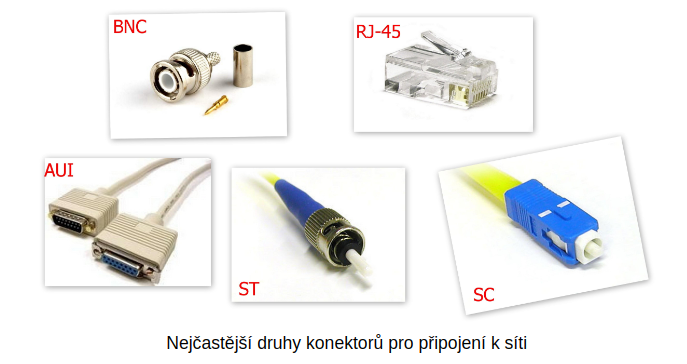 BNC
RJ-45
AUI
ST
SC
Nejčastější druhy konektorů pro připojení k síti